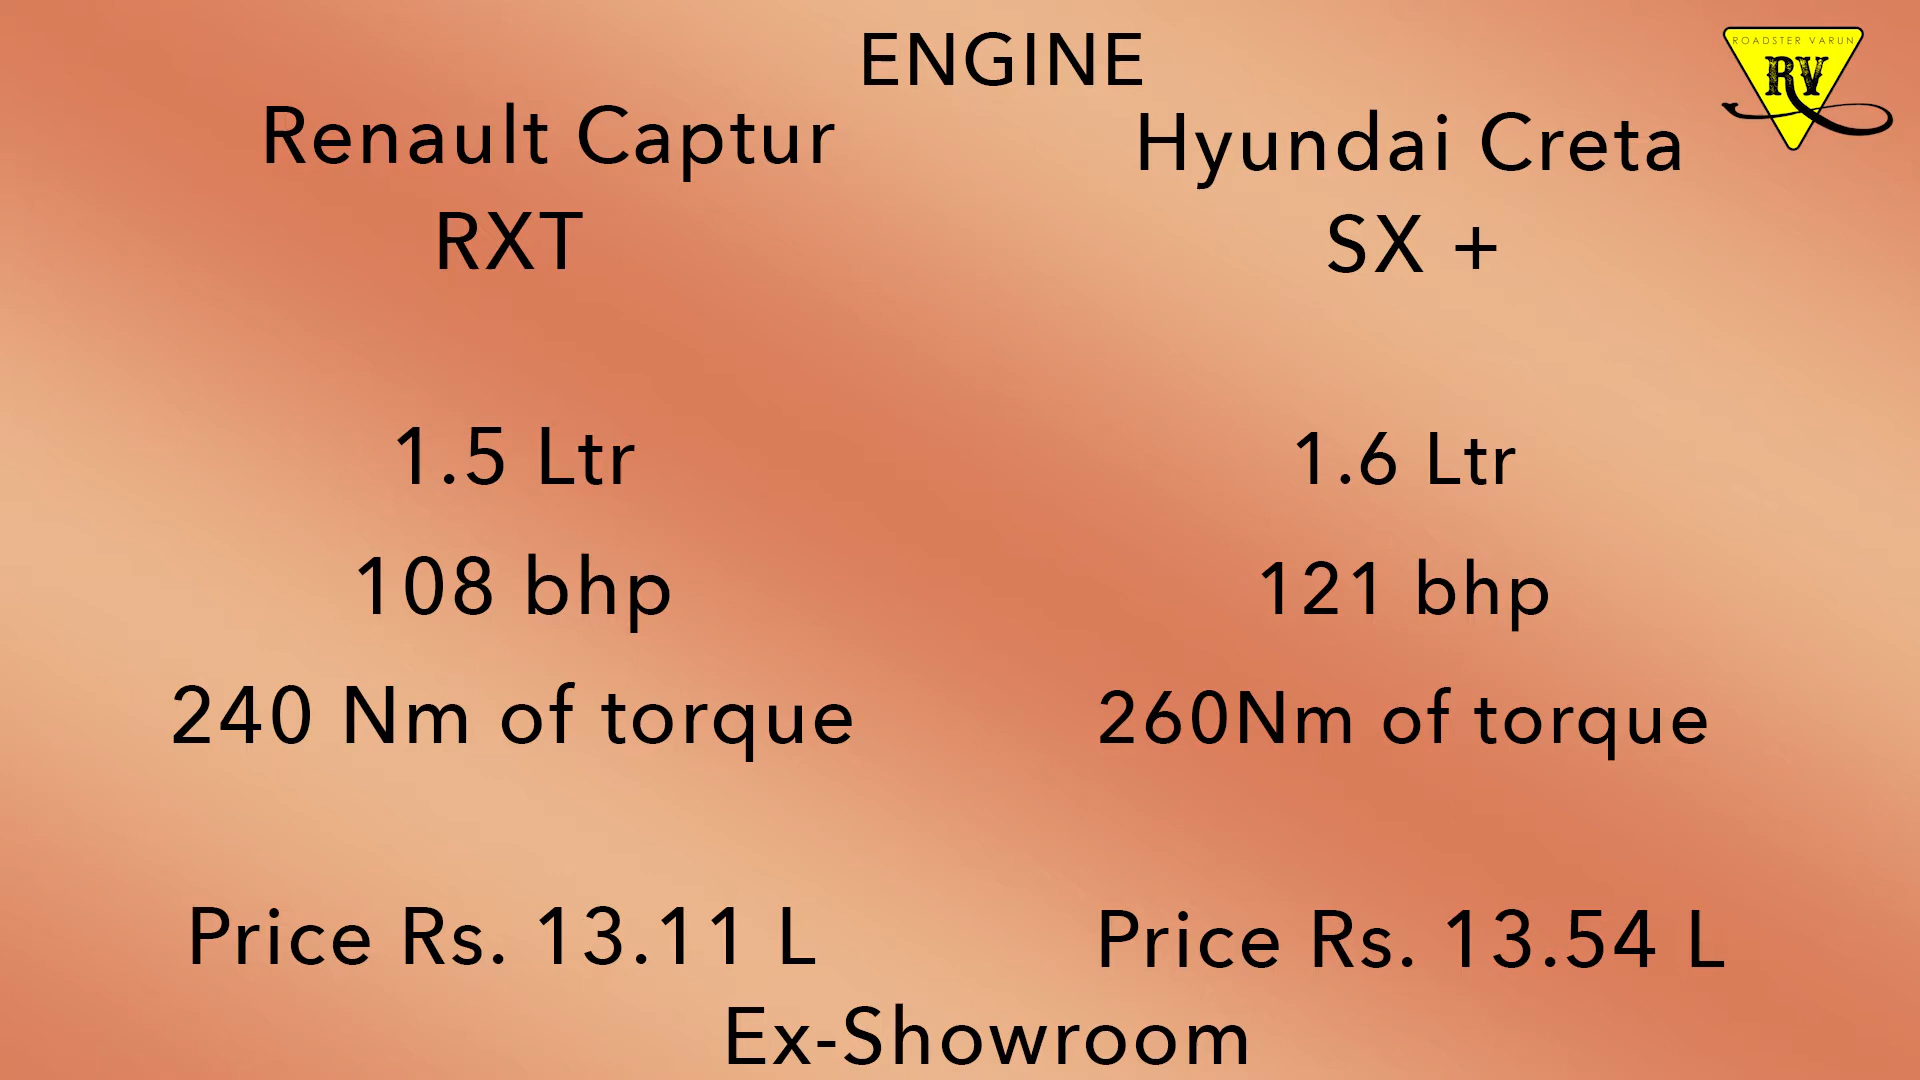 ENGINE
ROADSTER VARUN
RV
Renault Captur
RXT
1.5 Ltr
108 bhp
240 Nm of torque
Price Rs. 13.11 L
Hyundai Creta
SX +
1.6 Ltr
121 bhp
260Nm of torque
Price Rs. 13.54 L
Ex-Showroom